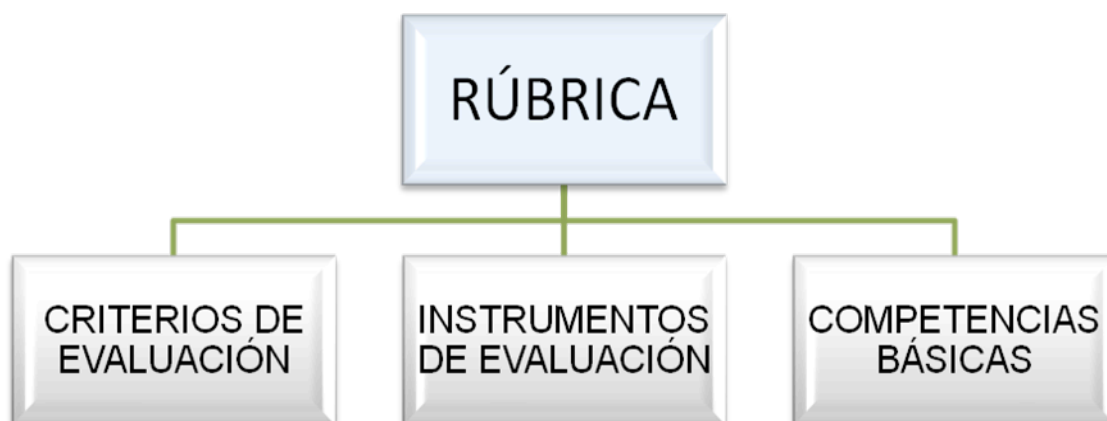 RÚBRICA
CRITERIOS DE
EVALUACIÓN
INSTRUMENTOS
DE EVALUACIÓN
COMPETENCIAS
BÁSICAS